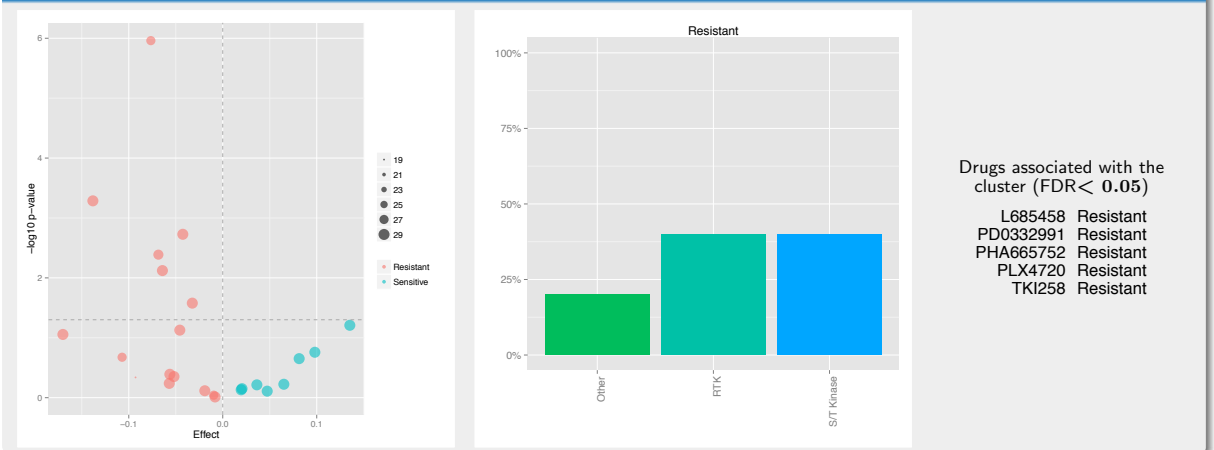 6
4
2
0
−log10 p−value
−0.1
0.0
0.1
Effect
19
21
23
25
27
29
Resistant
Sensitive
Resistant
100%
75%
50%
25%
0%
Other
RTK
S/T Kinase
Drugs associated with the
cluster (FDR< 0.05)
L685458 Resistant
PD0332991 Resistant
PHA665752 Resistant
PLX4720 Resistant
TKI258 Resistant